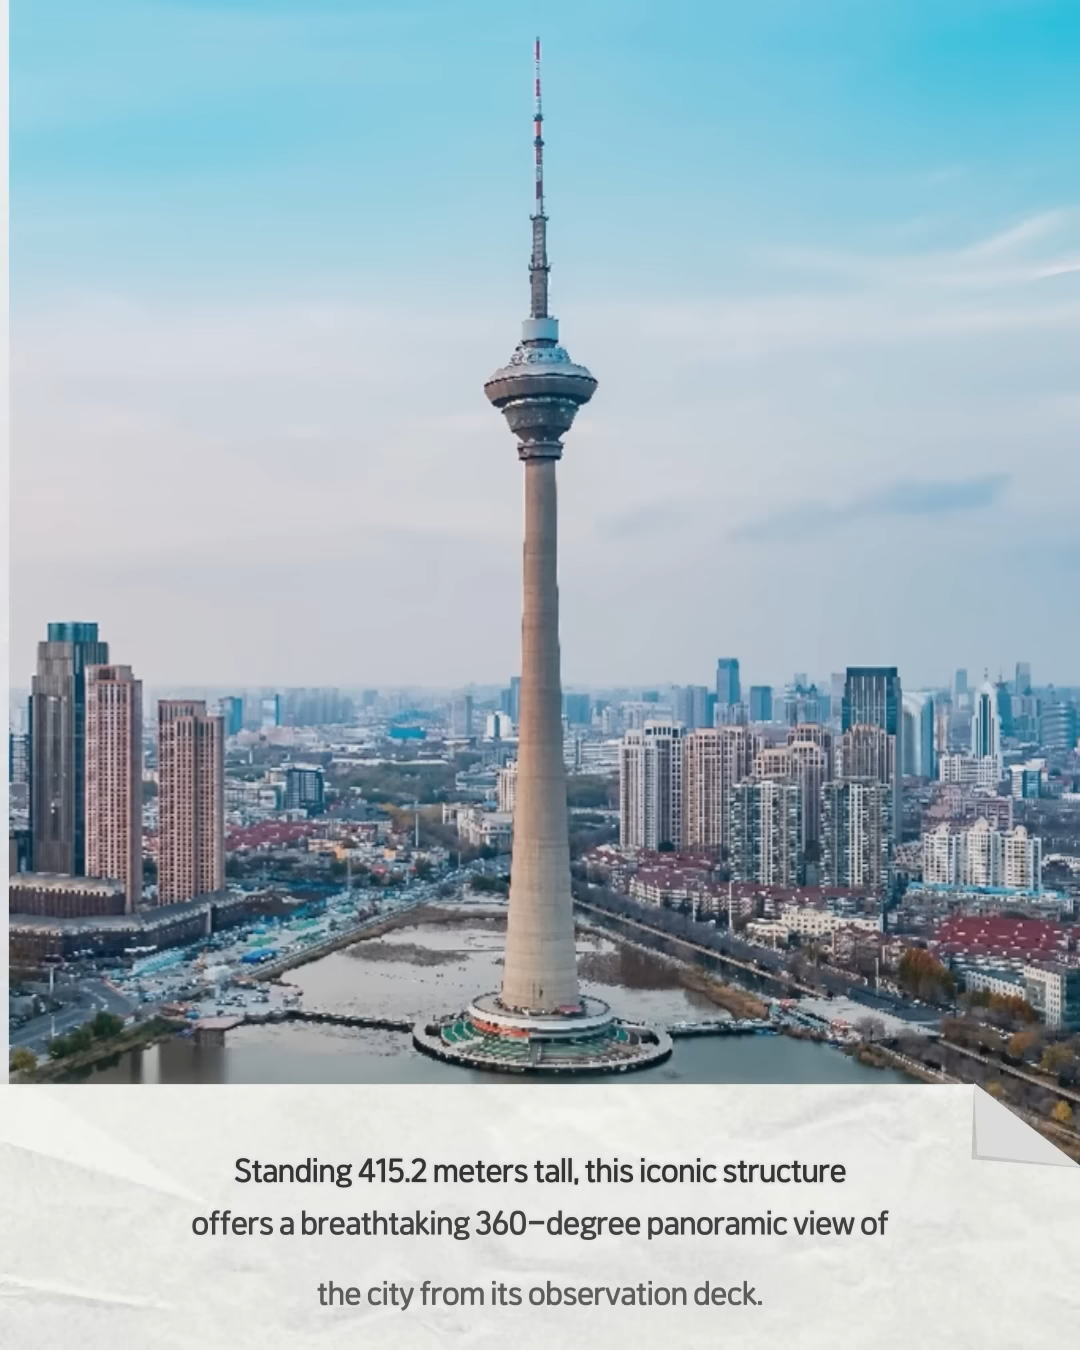 Standing 415.2 meters tall, this iconic structure
offers a breathtaking 360-degree panoramic view of
the city from its observation deck.